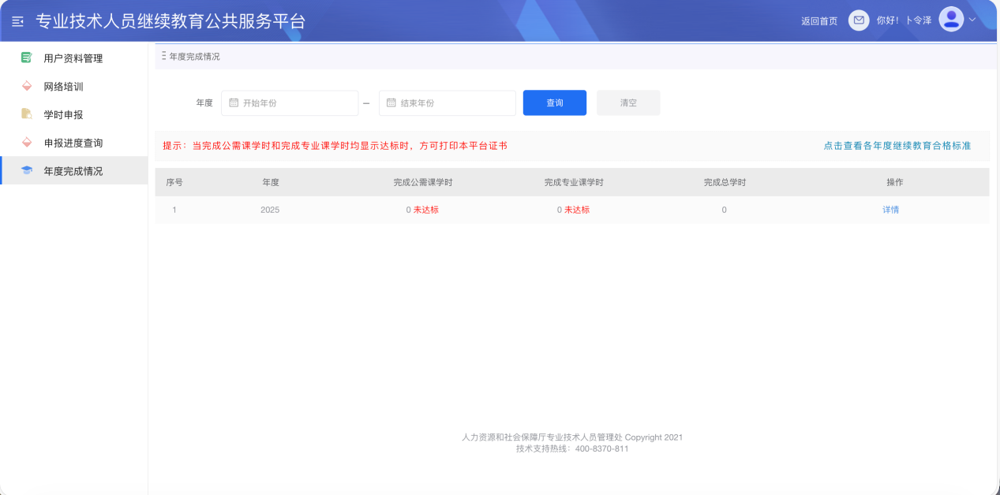 专业技术人员继续教育公共服务平台
返回首页 你好！卜令泽
用户资料管理
网络培训
学时申报
申报进度查询
年度完成情况
年度完成情况
年度 开始年份 — 结束年份 查询 清空
提示：当完成公需课学时和完成专业课学时均显示达标时，方可打印本平台证书 点击查看各年度继续教育合格标准
序号 年度 完成公需课学时 完成专业课学时 完成总学时 操作
1 2025 0 未达标 0 未达标 0 详情
人力资源和社会保障厅专业技术人员管理处 Copyright 2021
技术支持热线：400-8370-811